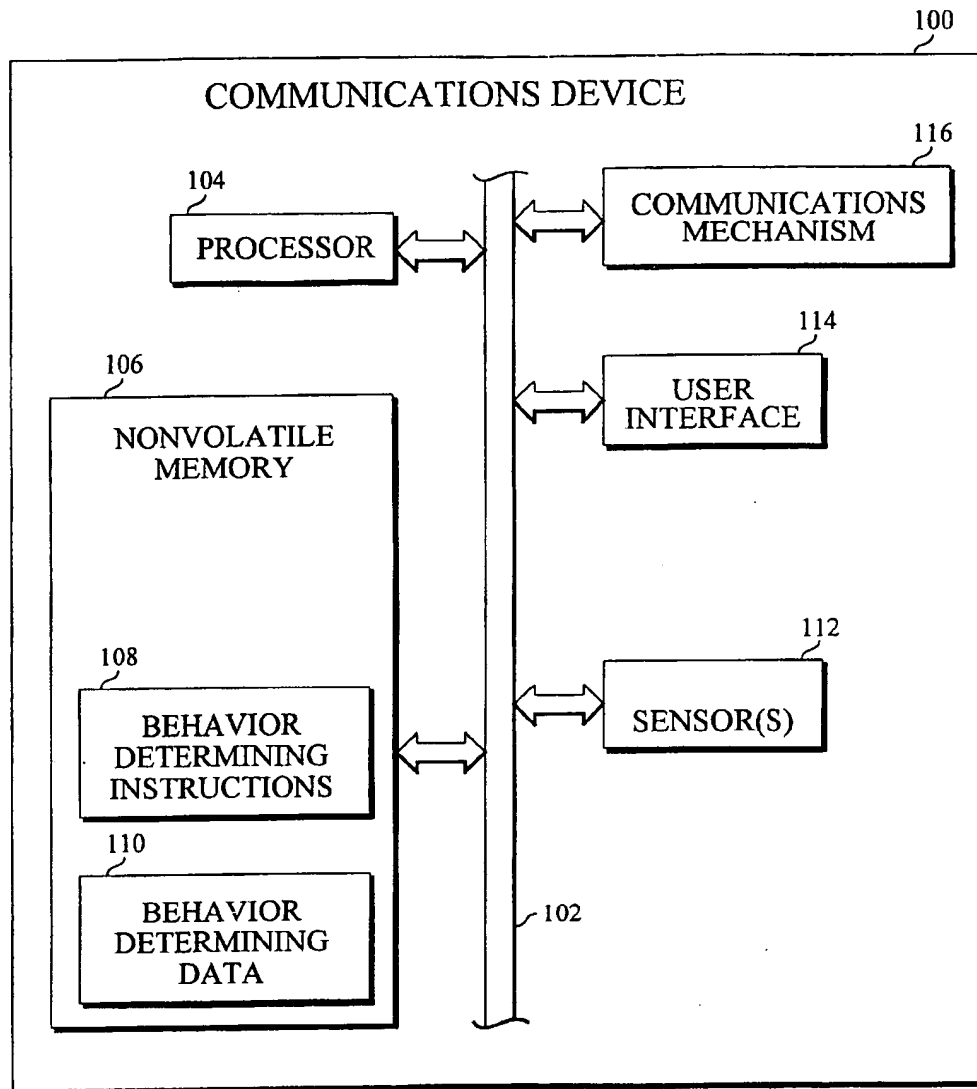 100
COMMUNICATIONS DEVICE
116
104
COMMUNICATIONS
MECHANISM
PROCESSOR
114
106
USER
INTERFACE
NONVOLATILE
MEMORY
112
108
SENSOR(S)
BEHAVIOR
DETERMINING
INSTRUCTIONS
110
102
BEHAVIOR
DETERMINING
DATA